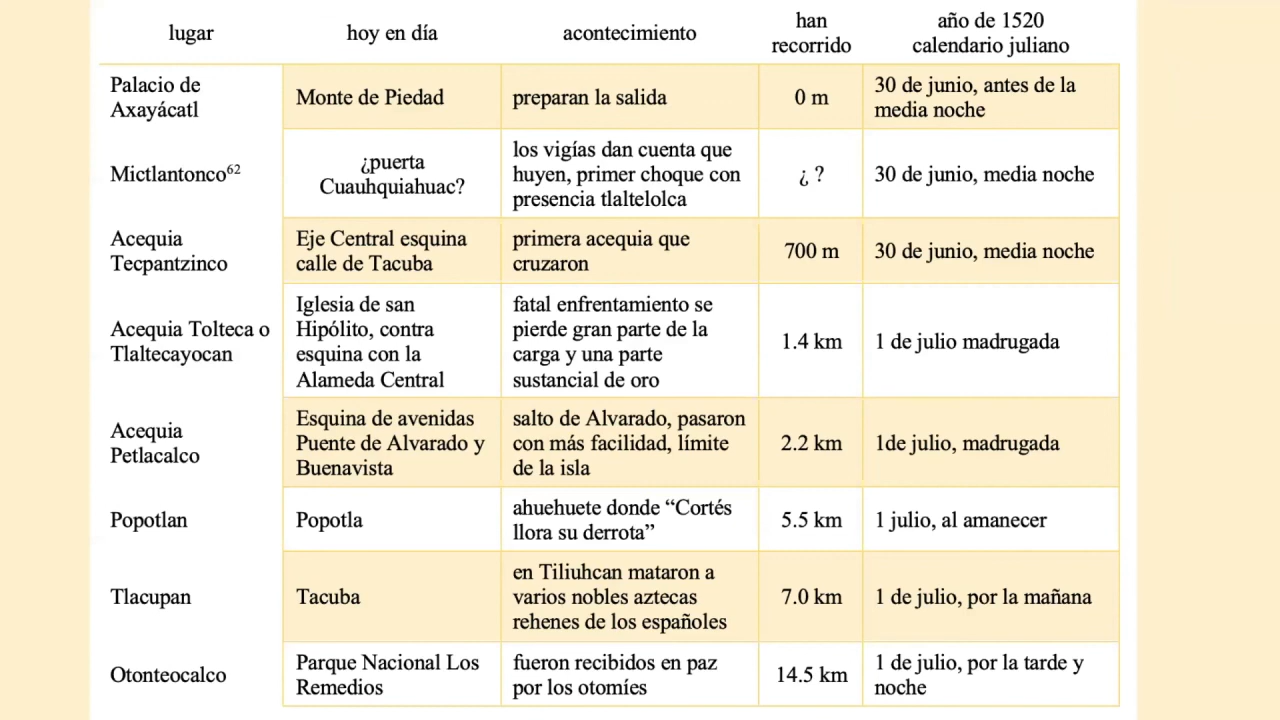 lugar
hoy en día
acontecimiento
han
recorrido
año de 1520
calendario juliano
Palacio de
Axayácatl
Monte de Piedad
preparan la salida
0 m
30 de junio, antes de la
media noche
Mictlantonco62
¿puerta
Cuauhquiahuac?
los vigías dan cuenta que
huyen, primer choque con
presencia tlaltelolca
¿ ?
30 de junio, media noche
Acequia
Tecpantzinco
Eje Central esquina
calle de Tacuba
primera acequia que
cruzaron
700 m
30 de junio, media noche
Acequia Tolteca o
Tlaltecayocan
Iglesia de san
Hipólito, contra
esquina con la
Alameda Central
fatal enfrentamiento se
pierde gran parte de la
carga y una parte
sustancial de oro
1.4 km
1 de julio madrugada
Acequia
Petlacalco
Esquina de avenidas
Puente de Alvarado y
Buenavista
salto de Alvarado, pasaron
con más facilidad, límite
de la isla
2.2 km
1de julio, madrugada
Popotlan
Popotla
ahuehuete donde “Cortés
llora su derrota”
5.5 km
1 julio, al amanecer
Tlacupan
Tacuba
en Tiliuhcan mataron a
varios nobles aztecas
rehenes de los españoles
7.0 km
1 de julio, por la mañana
Otonteocalco
Parque Nacional Los
Remedios
fueron recibidos en paz
por los otomíes
14.5 km
1 de julio, por la tarde y
noche